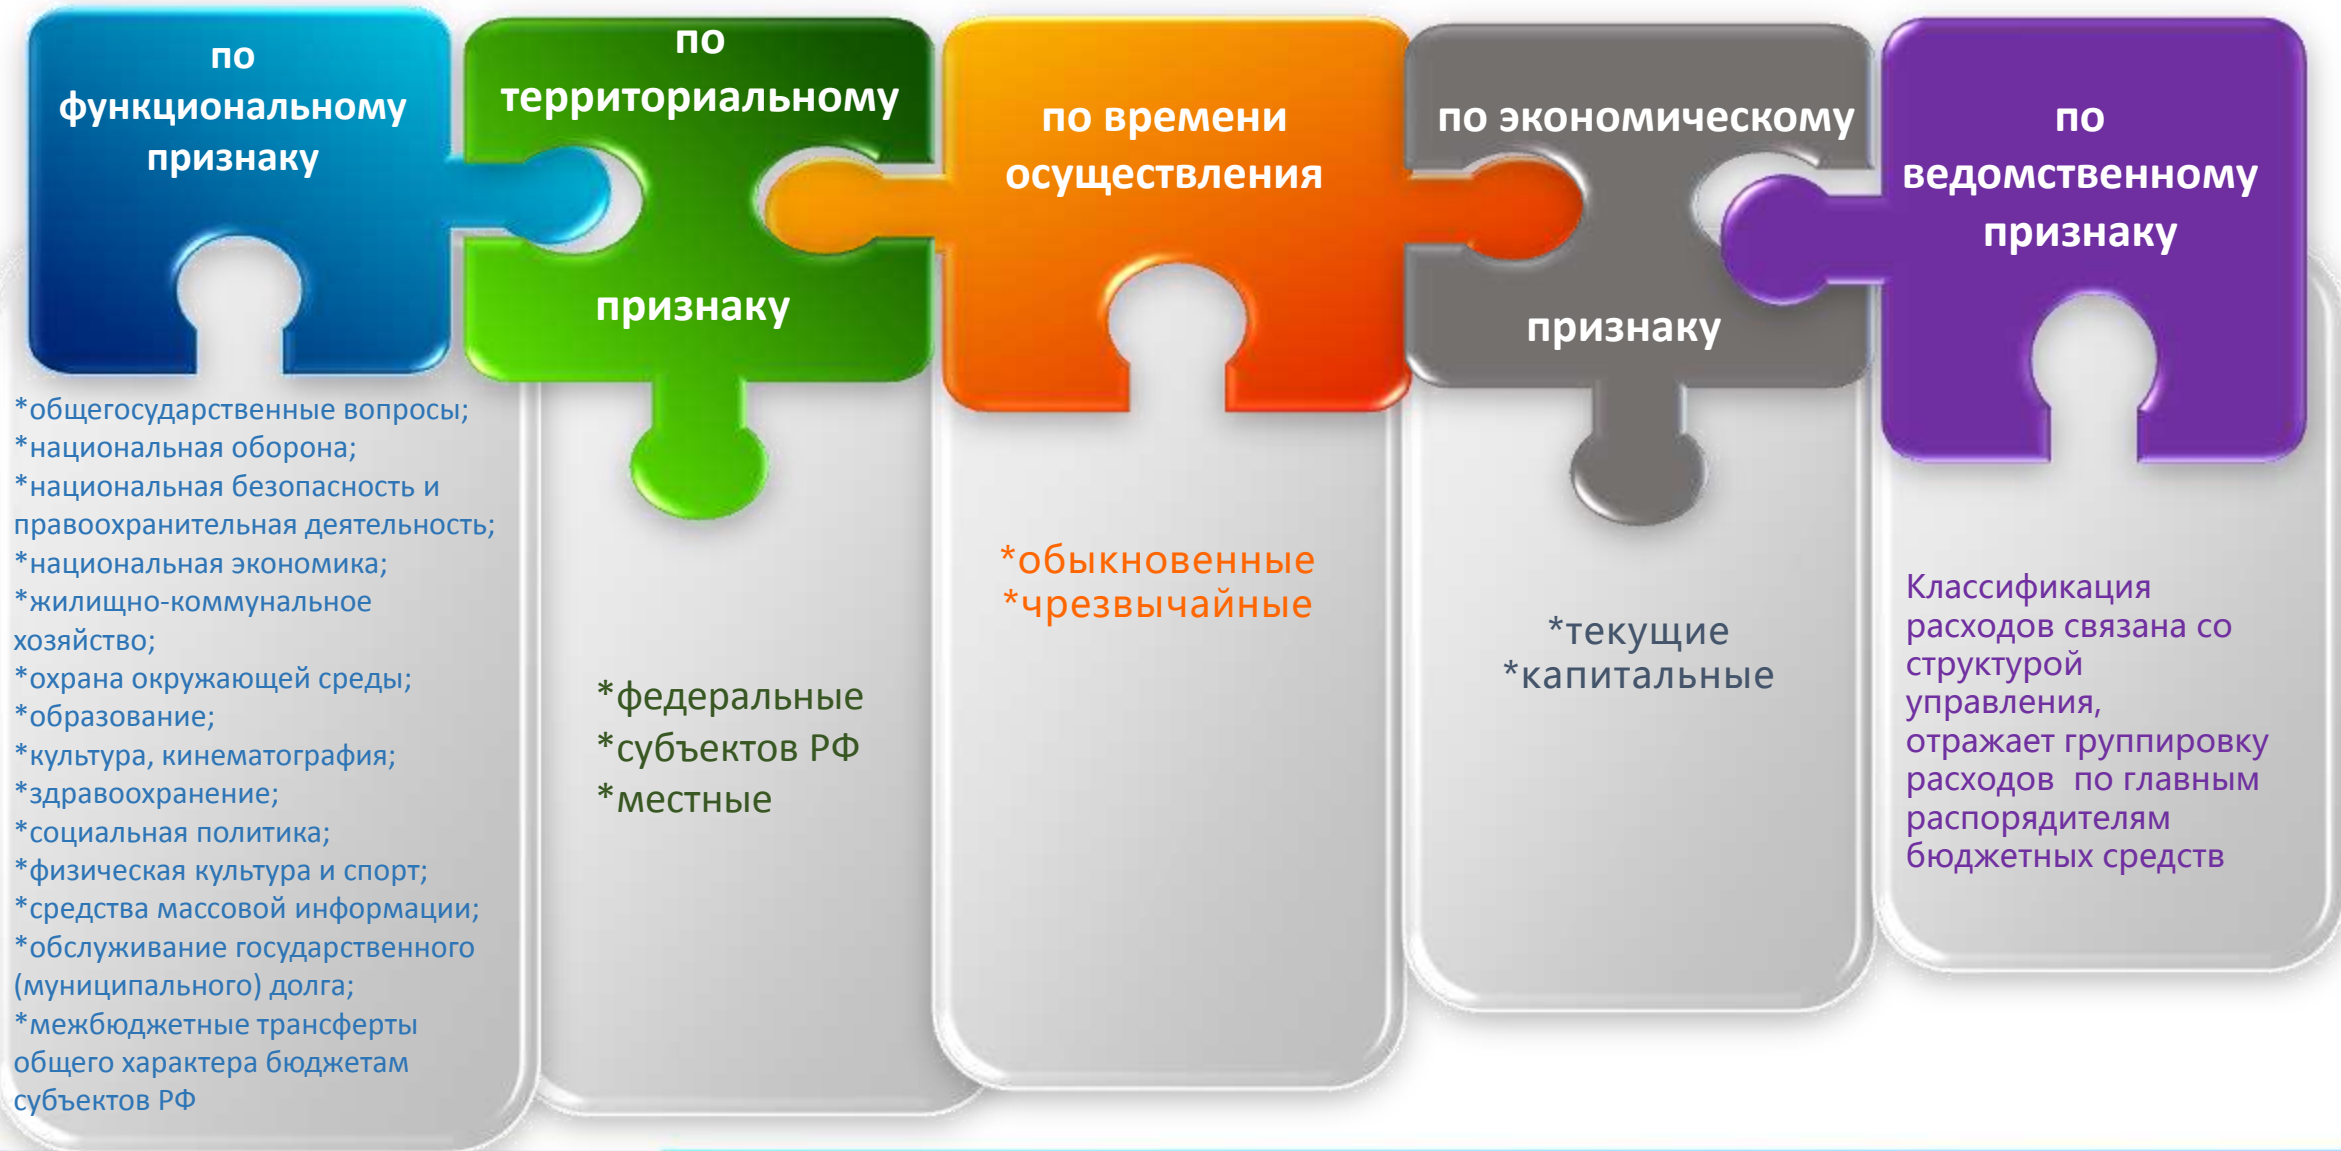 по
функциональному
признаку
*общегосударственные вопросы;
*национальная оборона;
*национальная безопасность и
правоохранительная деятельность;
*национальная экономика;
*жилищно-коммунальное
хозяйство;
*охрана окружающей среды;
*образование;
*культура, кинематография;
*здравоохранение;
*социальная политика;
*физическая культура и спорт;
*средства массовой информации;
*обслуживание государственного
(муниципального) долга;
*межбюджетные трансферты
общего характера бюджетам
субъектов РФ
по
территориальному
признаку
*федеральные
*субъектов РФ
*местные
по времени
осуществления
*обыкновенные
*чрезвычайные
по экономическому
признаку
*текущие
*капитальные
по
ведомственному
признаку
Классификация
расходов связана со
структурой
управления,
отражает группировку
расходов  по главным
распорядителям
бюджетных средств